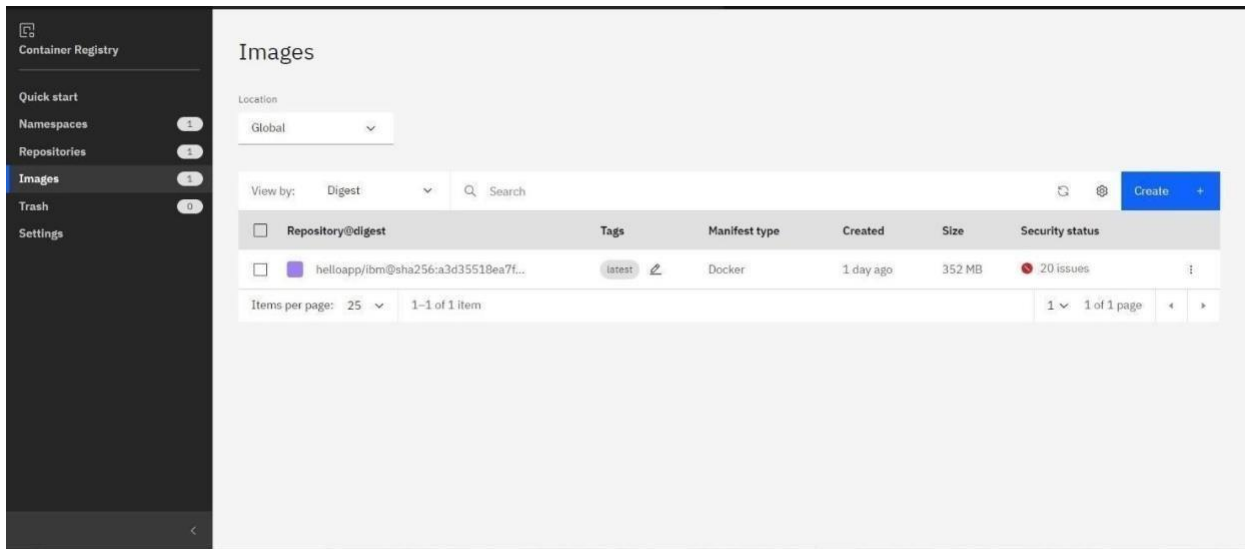 Container Registry
Quick start
Namespaces 1
Repositories 1
Images 1
Trash 0
Settings
Images
Location
Global
View by: Digest Search Create +
Repository@digest Tags Manifest type Created Size Security status
helloapp/ibm@sha256:a3d35518ea7f... latest Docker 1 day ago 352 MB 20 issues
Items per page: 25 1–1 of 1 item 1 1 of 1 page